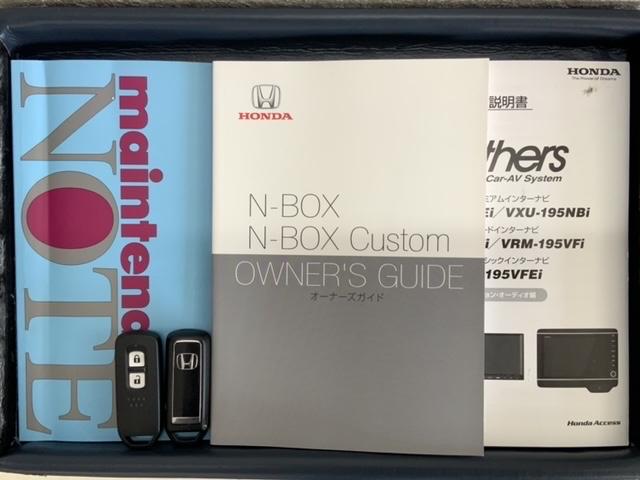 maintenance
NOTE
HONDA
N-BOX
N-BOX Custom
OWNER'S GUIDE
オーナーズガイド
HONDA
The Power of Dreams
説明書
thers
Car-AV System
ミアムインターナビ
Ei/VXU-195NBi
ードインターナビ
i/VRM-195VFi
シックインターナビ
195VFEi
ション・オーディオ編
Honda Access